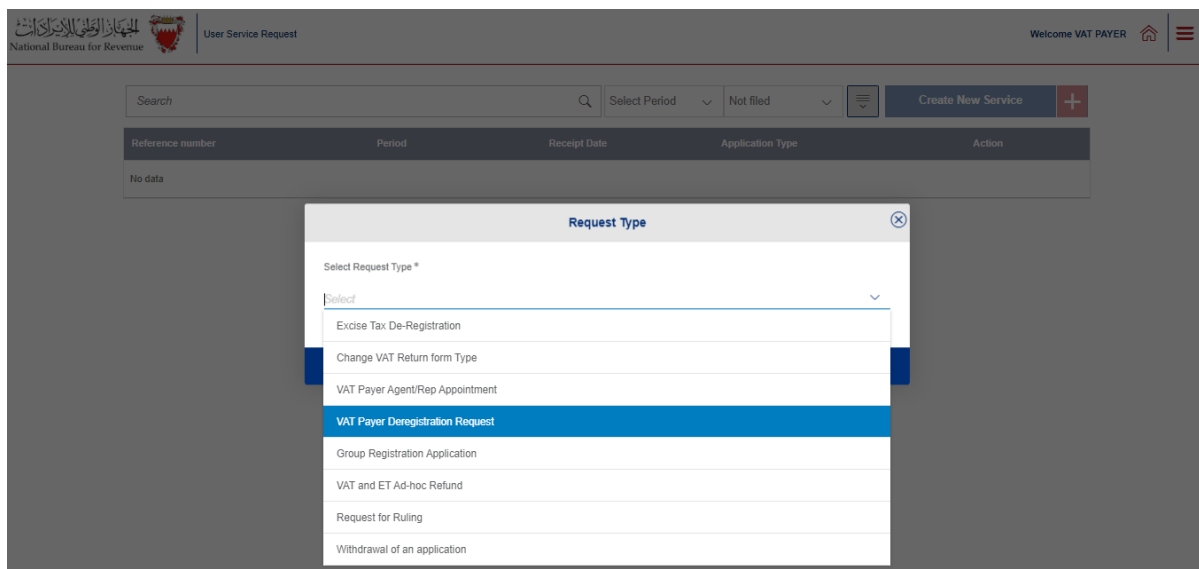 الجهاز الوطني للإيرادات
National Bureau for Revenue
User Service Request
Welcome VAT PAYER
Search
Select Period
Not filed
Create New Service
Reference number Period Receipt Date Application Type Action
No data
Request Type
Select Request Type *
Select
Excise Tax De-Registration
Change VAT Return form Type
VAT Payer Agent/Rep Appointment
VAT Payer Deregistration Request
Group Registration Application
VAT and ET Ad-hoc Refund
Request for Ruling
Withdrawal of an application